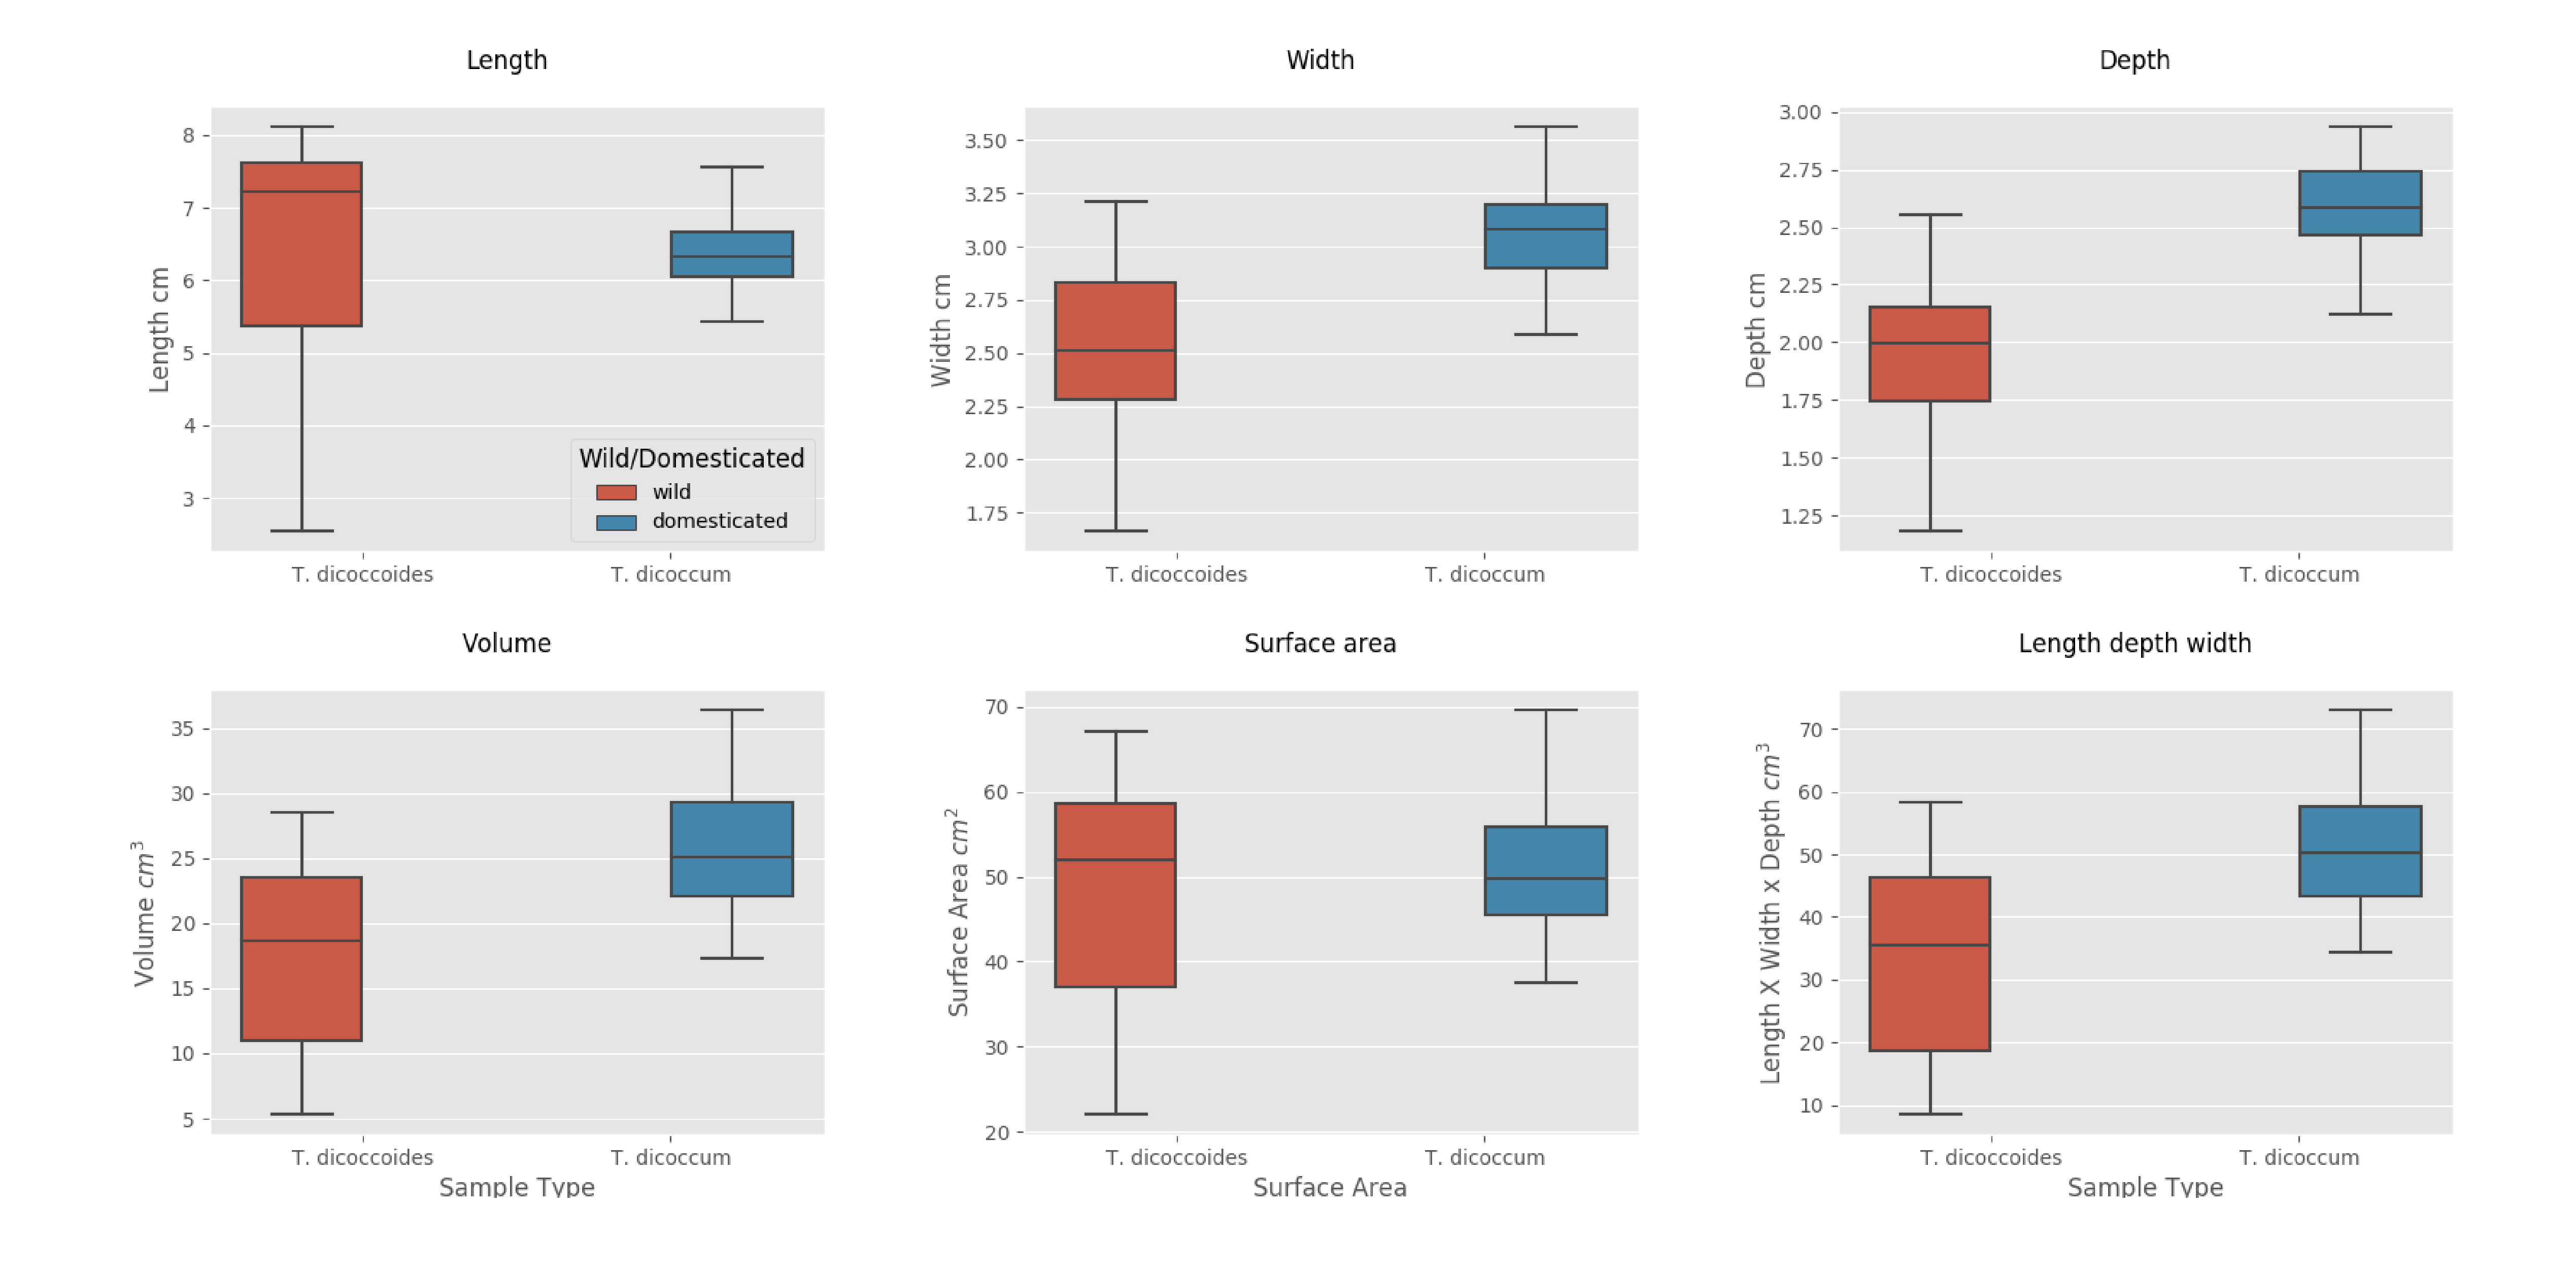 Length
Length cm
8
7
6
5
4
3
Wild/Domesticated
wild
domesticated
T. dicoccoides
T. dicoccum
Width
Width cm
3.50
3.25
3.00
2.75
2.50
2.25
2.00
1.75
T. dicoccoides
T. dicoccum
Depth
Depth cm
3.00
2.75
2.50
2.25
2.00
1.75
1.50
1.25
T. dicoccoides
T. dicoccum
Volume
Volume cm³
35
30
25
20
15
10
5
T. dicoccoides
T. dicoccum
Sample Type
Surface area
Surface Area cm²
70
60
50
40
30
20
T. dicoccoides
T. dicoccum
Surface Area
Length depth width
Length X Width x Depth cm³
70
60
50
40
30
20
10
T. dicoccoides
T. dicoccum
Sample Type